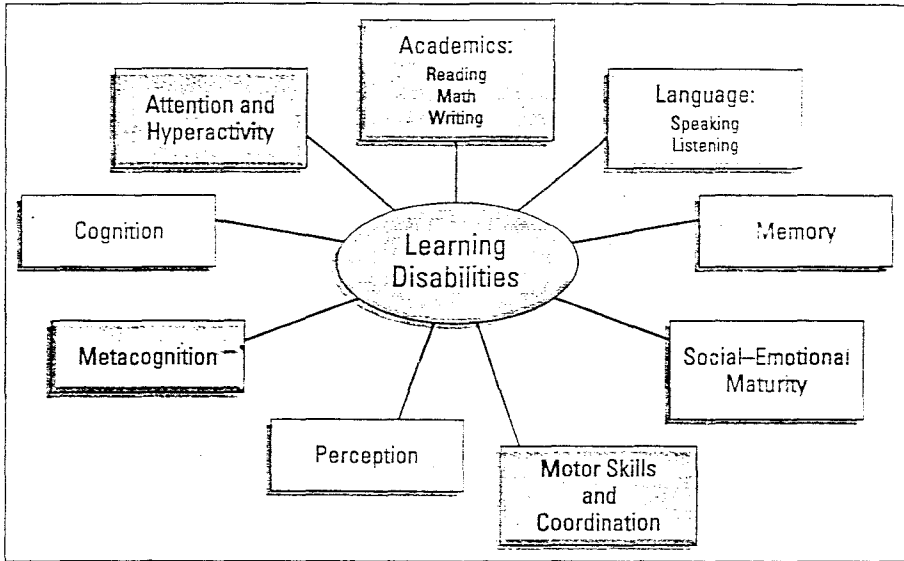 Academics:
Reading
Math
Writing
Attention and
Hyperactivity
Language:
Speaking
Listening
Cognition
Learning
Disabilities
Memory
Metacognition
Social–Emotional
Maturity
Perception
Motor Skills
and
Coordination